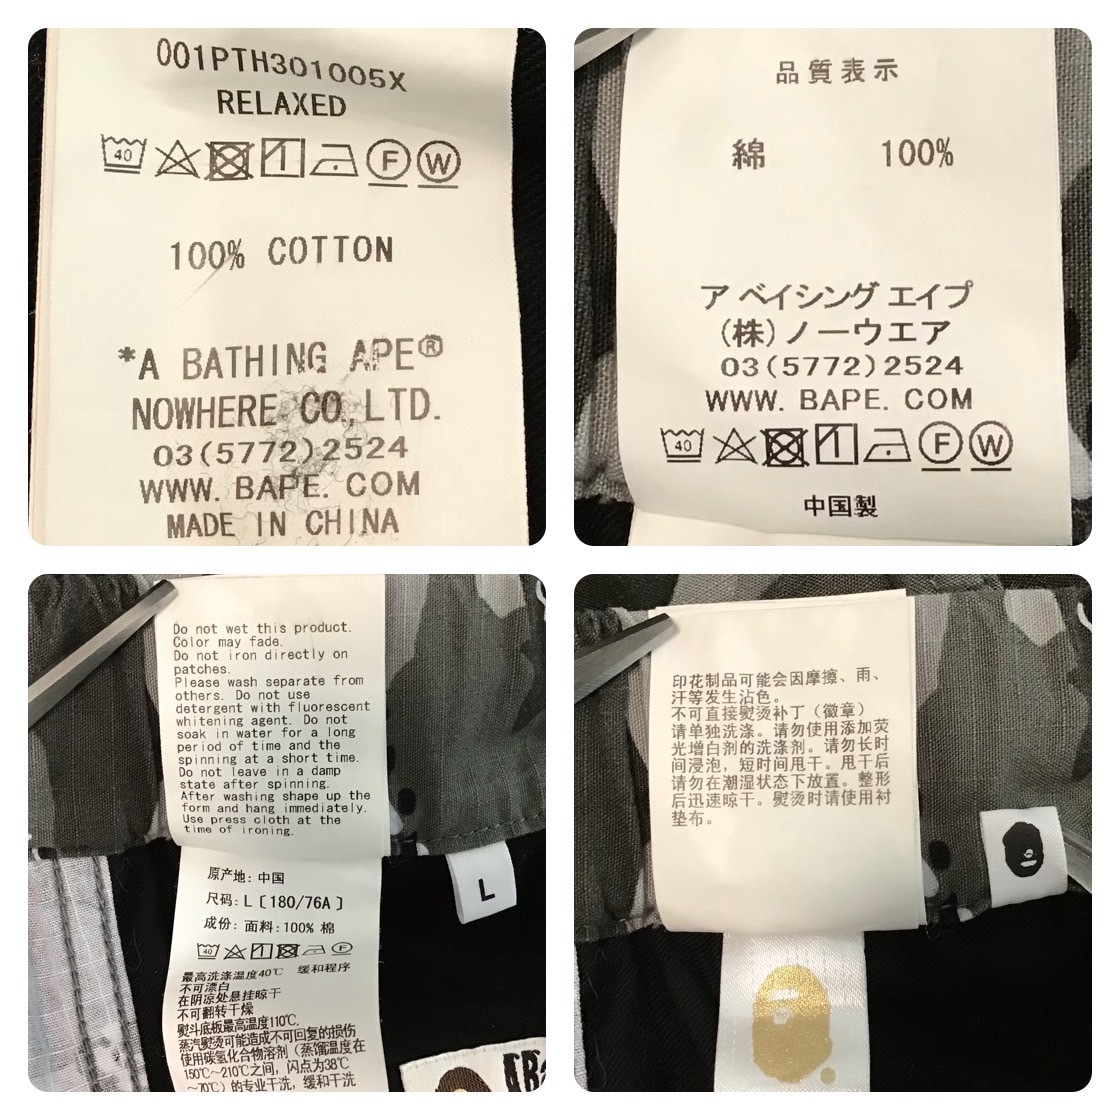 001PTH301005X
RELAXED
40 F W
100% COTTON
*A BATHING APE®
NOWHERE CO,LTD.
03(5772)2524
WWW. BAPE. COM
MADE IN CHINA
品質表示
綿 100%
ア ベイシング エイプ
(株)ノーウエア
03(5772)2524
WWW. BAPE. COM
40 F W
中国製
Do not wet this product.
Color may fade.
Do not iron directly on
patches.
Please wash separate from
others. Do not use
detergent with fluorescent
whitening agent. Do not
soak in water for a long
period of time and the
spinning at a short time.
Do not leave in a damp
state after spinning.
After washing shape up the
form and hang immediately.
Use press cloth at the
time of ironing.
L
原产地: 中国
尺码: L [180/76A]
成份: 面料:100% 棉
40 F
最高洗涤温度40℃ 缓和程序
不可漂白
在阴凉处悬挂晾干
不可翻转干燥
熨斗底板最高温度110℃,
蒸汽熨烫可能造成不可回复的损伤
使用碳氢化合物溶剂（蒸馏温度在
150℃～210℃之间，闪点为38℃
～70℃）的专业干洗，缓和干洗
印花制品可能会因摩擦、雨、
汗等发生沾色。
不可直接熨烫补丁（徽章）
请单独洗涤。请勿使用添加荧
光增白剂的洗涤剂。请勿长时
间浸泡，短时间甩干。甩干后
请勿在潮湿状态下放置。整形
后迅速晾干。熨烫时请使用衬
垫布。